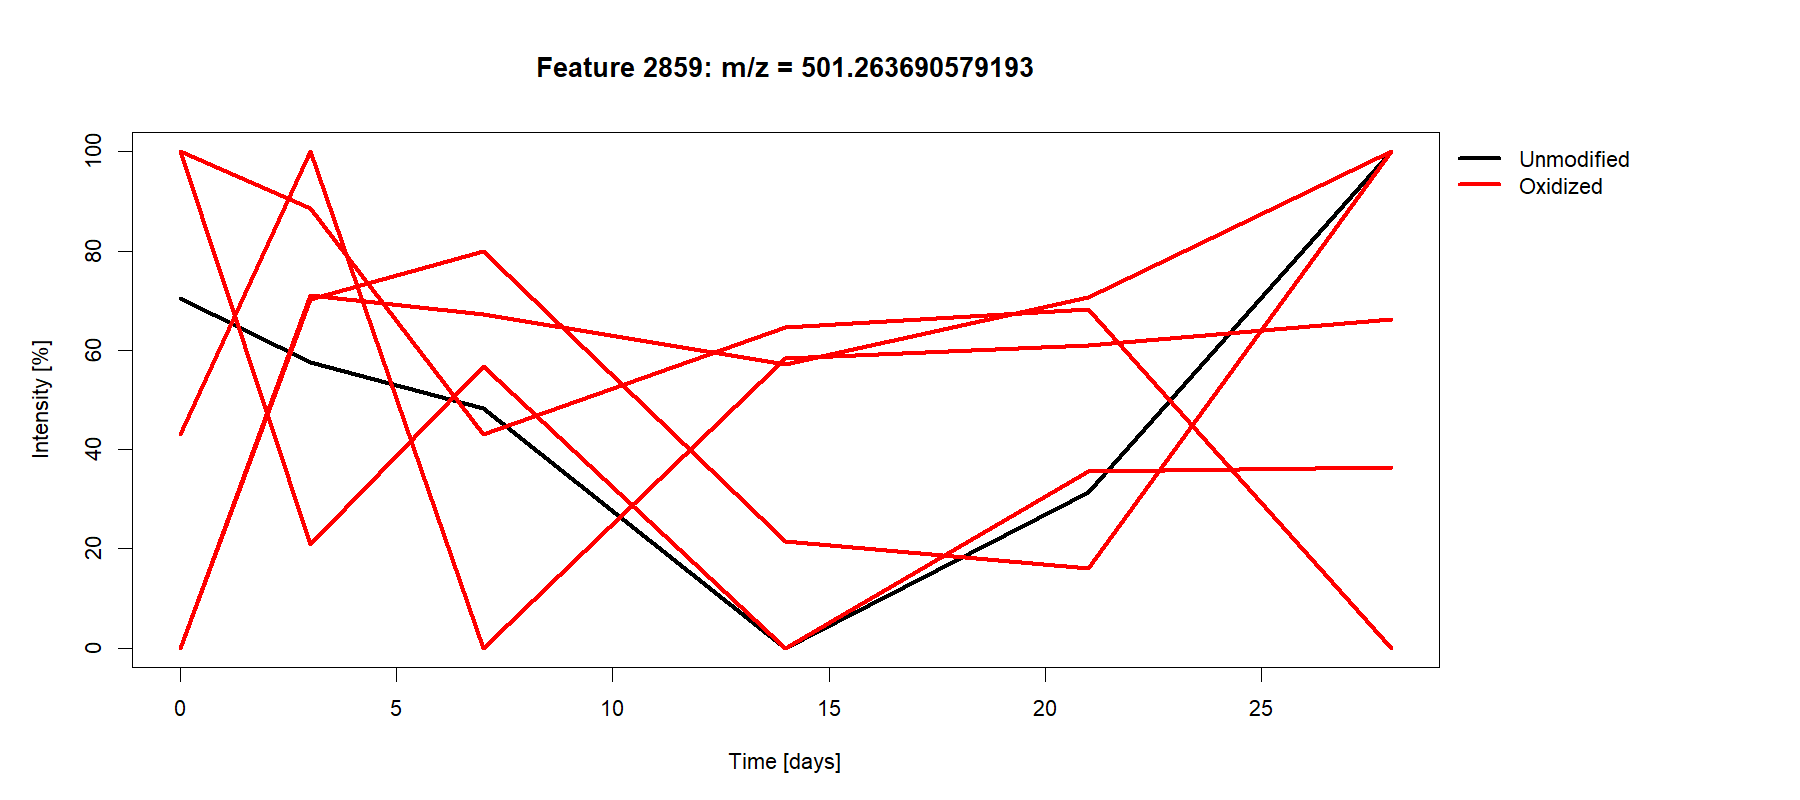 Feature 2859: m/z = 501.263690579193
Unmodified
Oxidized
Intensity [%]
100
80
60
40
20
0
0 5 10 15 20 25
Time [days]